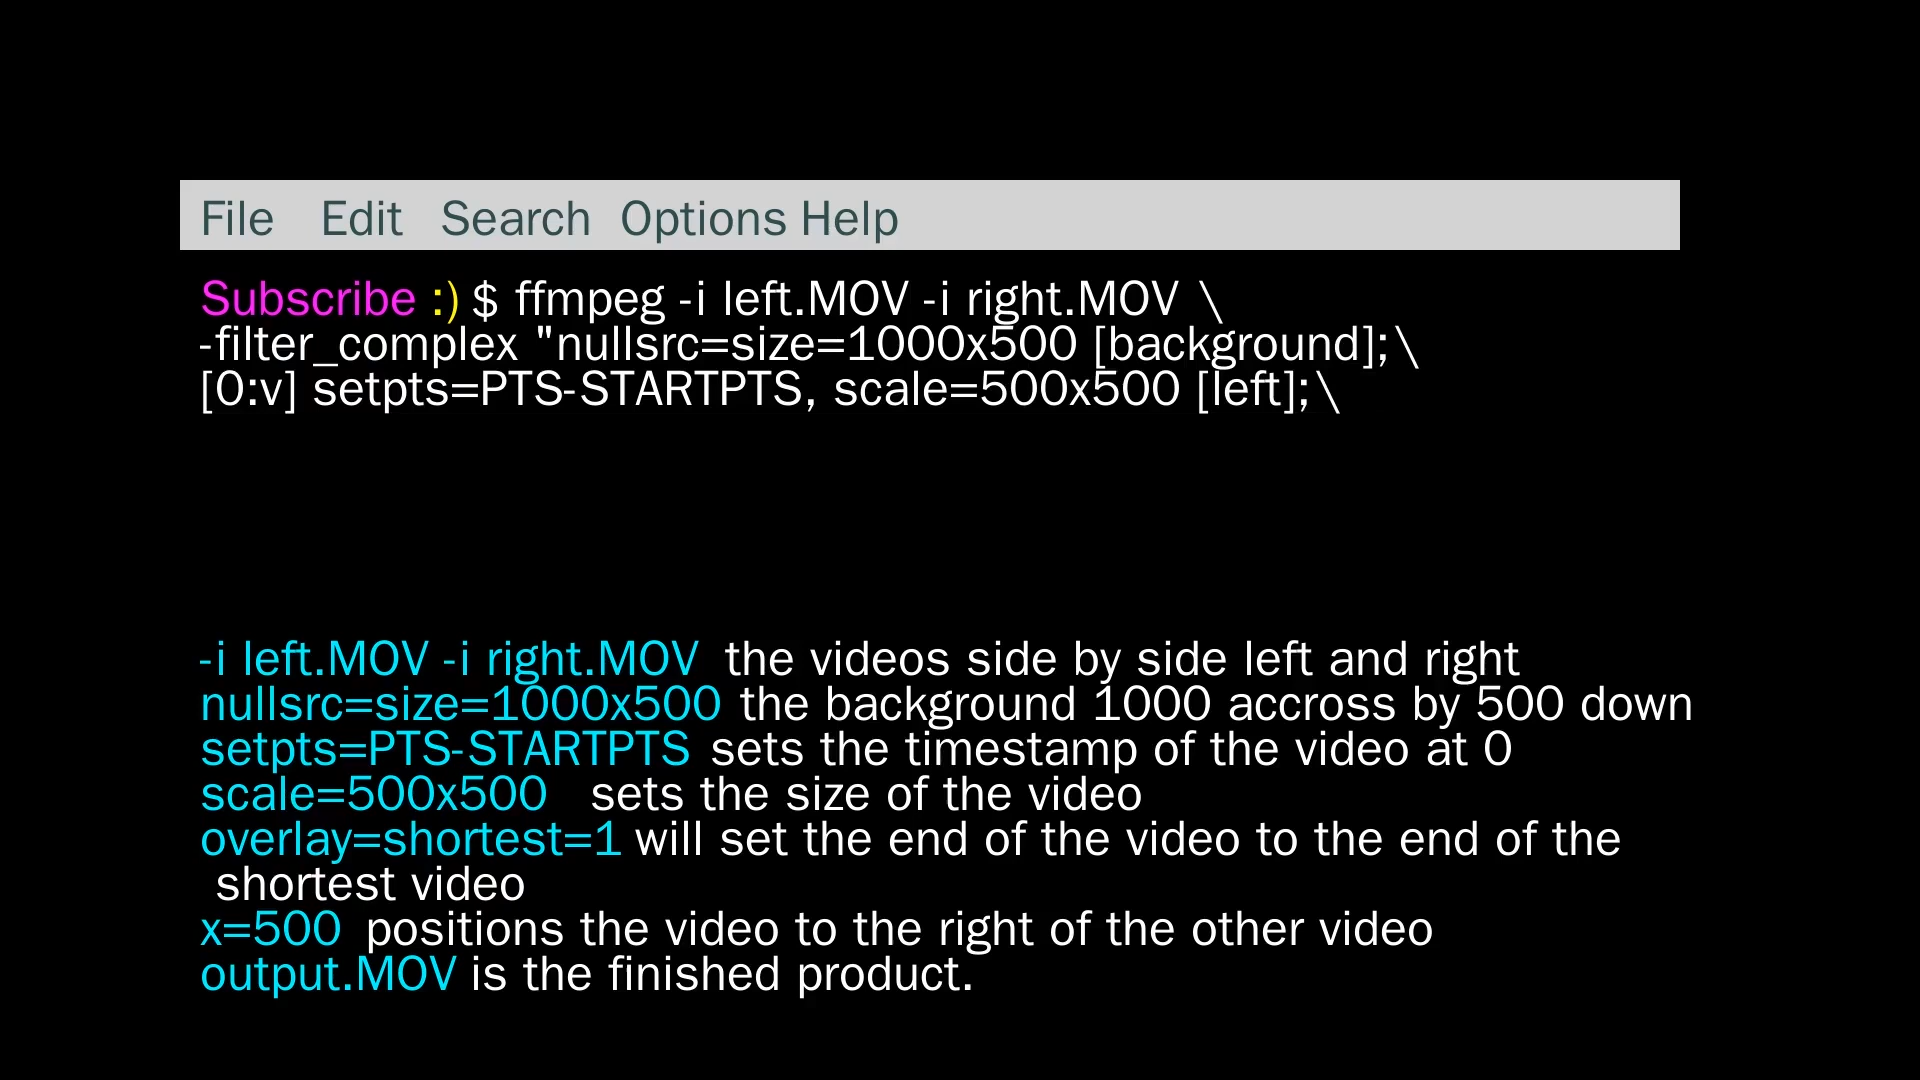 File Edit Search Options Help
Subscribe :) $ ffmpeg -i left.MOV -i right.MOV \
-filter_complex "nullsrc=size=1000x500 [background];\
[0:v] setpts=PTS-STARTPTS, scale=500x500 [left];\
-i left.MOV -i right.MOV the videos side by side left and right
nullsrc=size=1000x500 the background 1000 accross by 500 down
setpts=PTS-STARTPTS sets the timestamp of the video at 0
scale=500x500 sets the size of the video
overlay=shortest=1 will set the end of the video to the end of the
shortest video
x=500 positions the video to the right of the other video
output.MOV is the finished product.